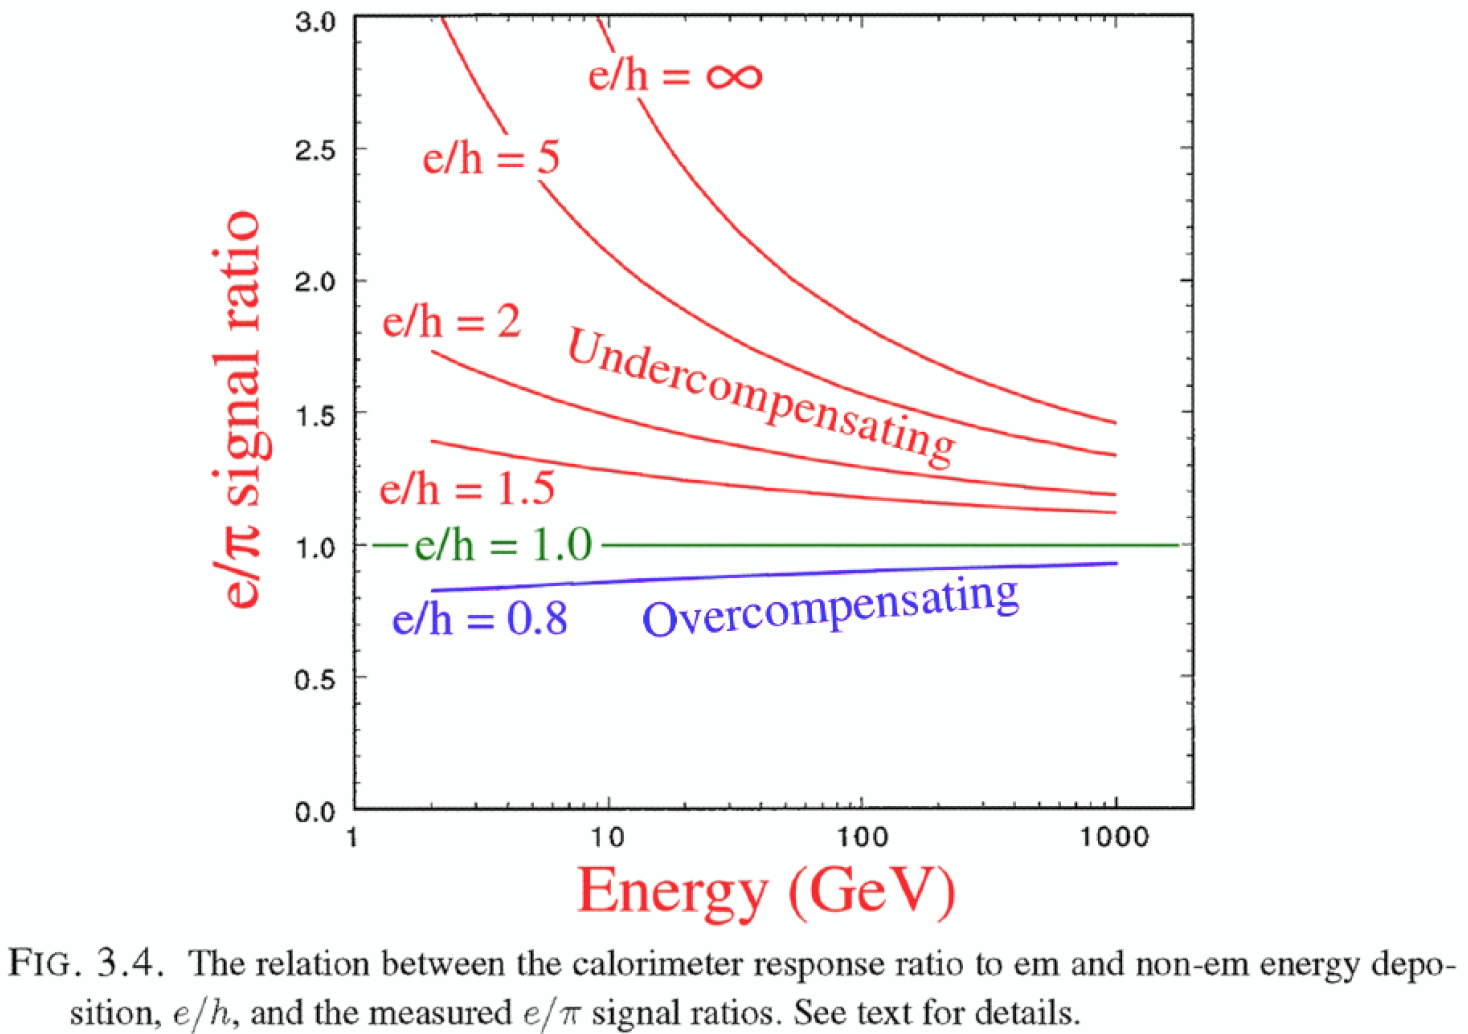 3.0
e/h = ∞
2.5
e/h = 5
2.0
e/h = 2
Undercompensating
1.5
e/h = 1.5
1.0
e/h = 1.0
e/h = 0.8
Overcompensating
0.5
0.0
e/π signal ratio
1 10 100 1000
Energy (GeV)
FIG. 3.4. The relation between the calorimeter response ratio to em and non-em energy depo-
sition, e/h, and the measured e/π signal ratios. See text for details.